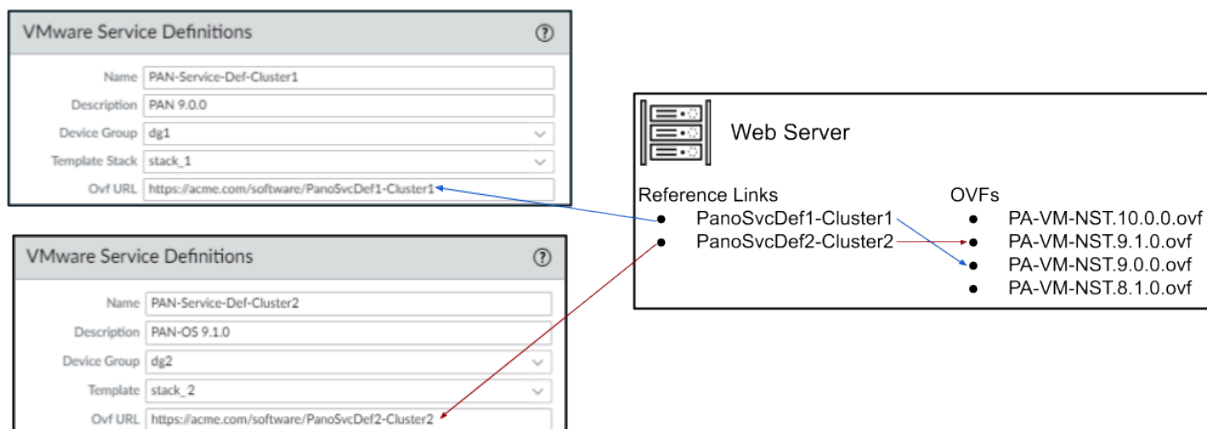 VMware Service Definitions
?
Name PAN-Service-Def-Cluster1
Description PAN 9.0.0
Device Group dg1
Template Stack stack_1
Ovf URL https://acme.com/software/PanoSvcDef1-Cluster1
VMware Service Definitions
?
Name PAN-Service-Def-Cluster2
Description PAN-OS 9.1.0
Device Group dg2
Template stack_2
Ovf URL https://acme.com/software/PanoSvcDef2-Cluster2
Web Server
Reference Links
• PanoSvcDef1-Cluster1
• PanoSvcDef2-Cluster2
OVFs
• PA-VM-NST.10.0.0.ovf
• PA-VM-NST.9.1.0.ovf
• PA-VM-NST.9.0.0.ovf
• PA-VM-NST.8.1.0.ovf